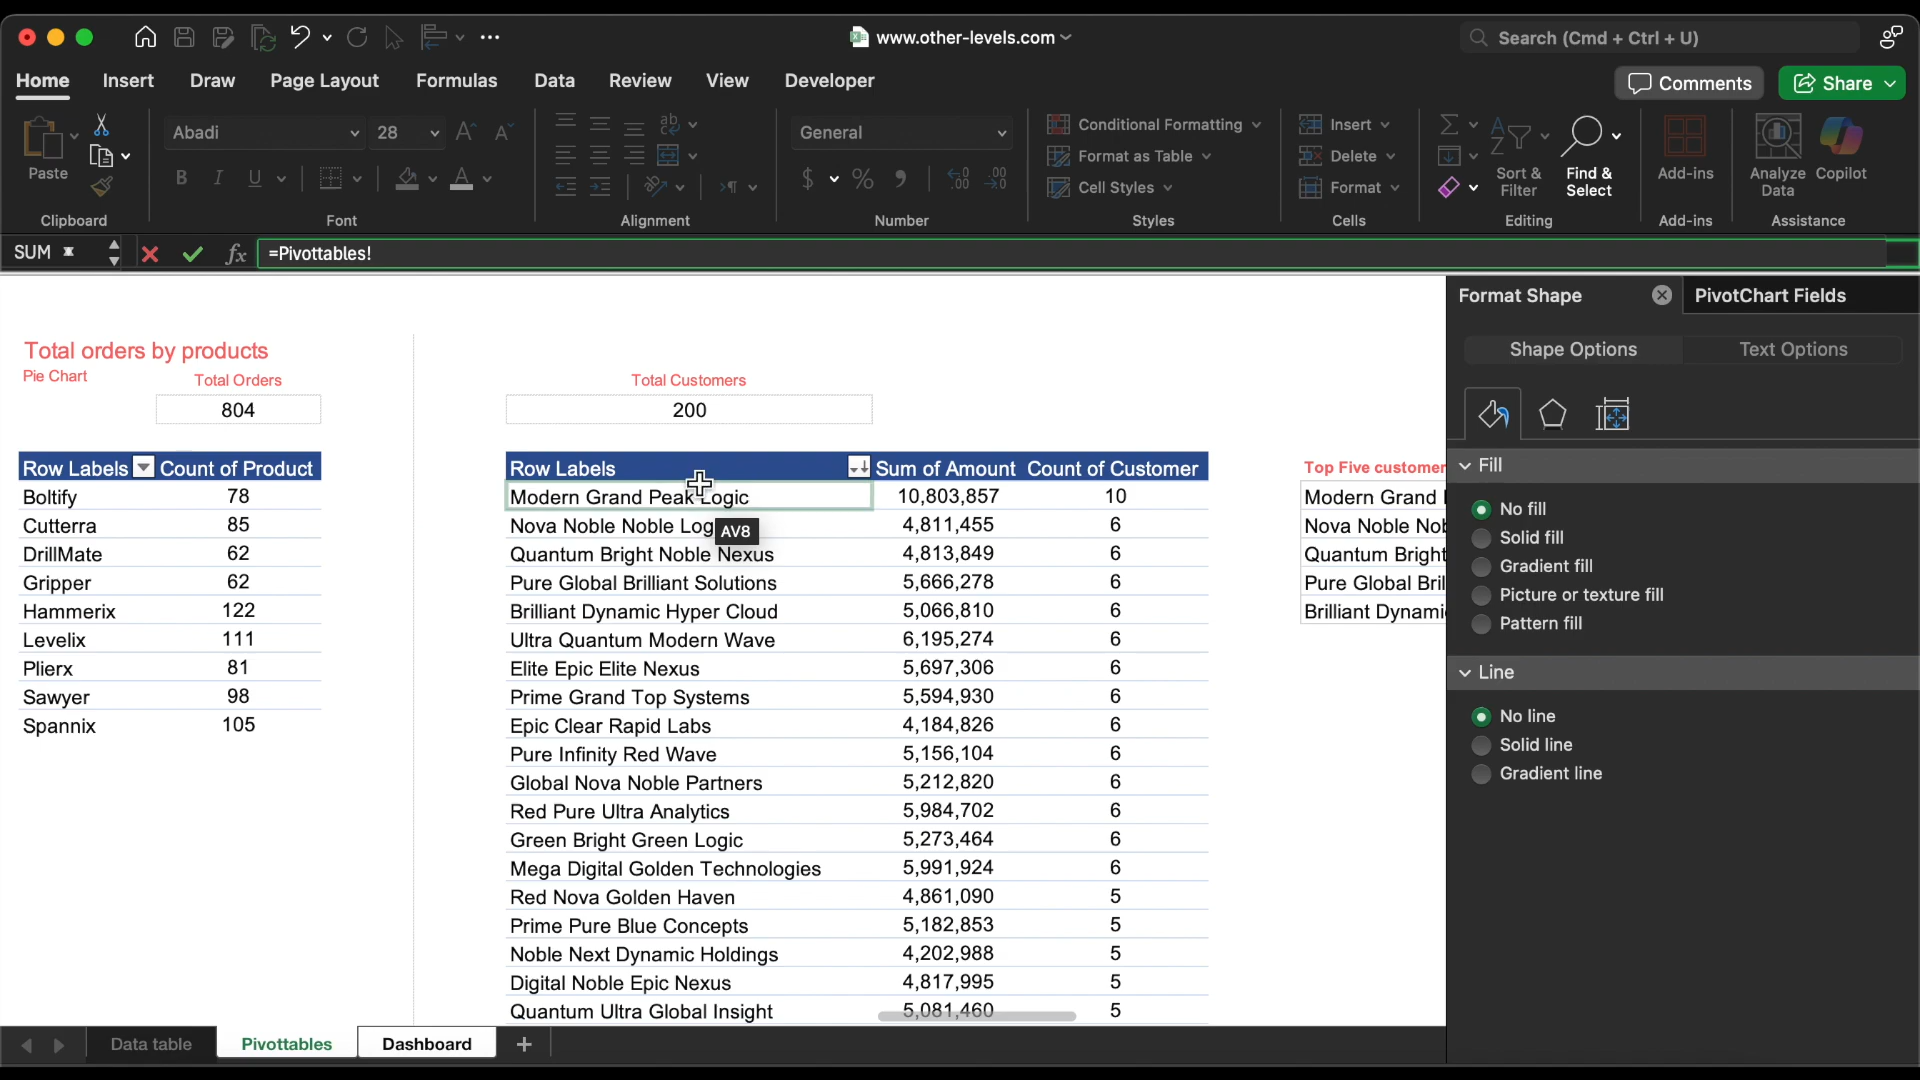 www.other-levels.com
Search (Cmd + Ctrl + U)
Home Insert Draw Page Layout Formulas Data Review View Developer
Comments Share
Paste
Clipboard
Abadi 28
B I U A
Font
ab
Alignment
General
$ % 9 .00
Number
Conditional Formatting
Format as Table
Cell Styles
Styles
Insert
Delete
Format
Cells
Sort & Filter
Find & Select
Editing
Add-ins
Add-ins
Analyze Data
Copilot
Assistance
SUM fx =Pivottables!
Total orders by products
Pie Chart
Total Orders
804
Row Labels Count of Product
Boltify 78
Cutterra 85
DrillMate 62
Gripper 62
Hammerix 122
Levelix 111
Plierx 81
Sawyer 98
Spannix 105
Total Customers
200
Row Labels Sum of Amount Count of Customer
Modern Grand Peak Logic 10,803,857 10
Nova Noble Noble Log 4,811,455 6
AV8
Quantum Bright Noble Nexus 4,813,849 6
Pure Global Brilliant Solutions 5,666,278 6
Brilliant Dynamic Hyper Cloud 5,066,810 6
Ultra Quantum Modern Wave 6,195,274 6
Elite Epic Elite Nexus 5,697,306 6
Prime Grand Top Systems 5,594,930 6
Epic Clear Rapid Labs 4,184,826 6
Pure Infinity Red Wave 5,156,104 6
Global Nova Noble Partners 5,212,820 6
Red Pure Ultra Analytics 5,984,702 6
Green Bright Green Logic 5,273,464 6
Mega Digital Golden Technologies 5,991,924 6
Red Nova Golden Haven 4,861,090 5
Prime Pure Blue Concepts 5,182,853 5
Noble Next Dynamic Holdings 4,202,988 5
Digital Noble Epic Nexus 4,817,995 5
Quantum Ultra Global Insight 5,081,460 5
Top Five customer
Modern Grand
Nova Noble Nob
Quantum Bright
Pure Global Bril
Brilliant Dynami
Format Shape PivotChart Fields
Shape Options Text Options
Fill
No fill
Solid fill
Gradient fill
Picture or texture fill
Pattern fill
Line
No line
Solid line
Gradient line
Data table Pivottables Dashboard